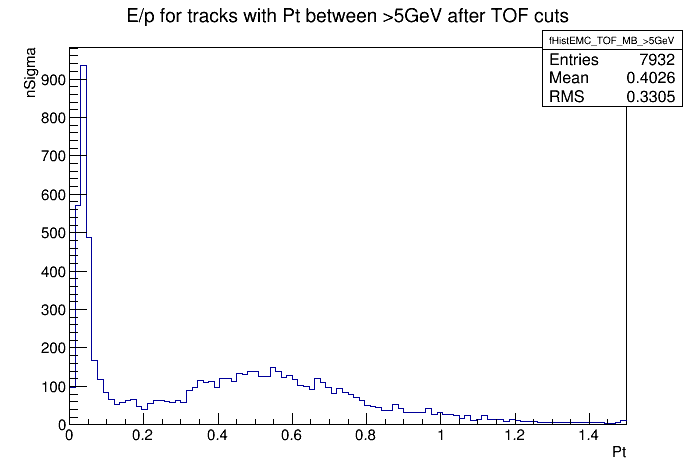 E/p for tracks with Pt between >5GeV after TOF cuts
fHistEMC_TOF_MB_>5GeV
Entries 7932
Mean 0.4026
RMS 0.3305
nSigma
900
800
700
600
500
400
300
200
100
0
0 0.2 0.4 0.6 0.8 1 1.2 1.4
Pt